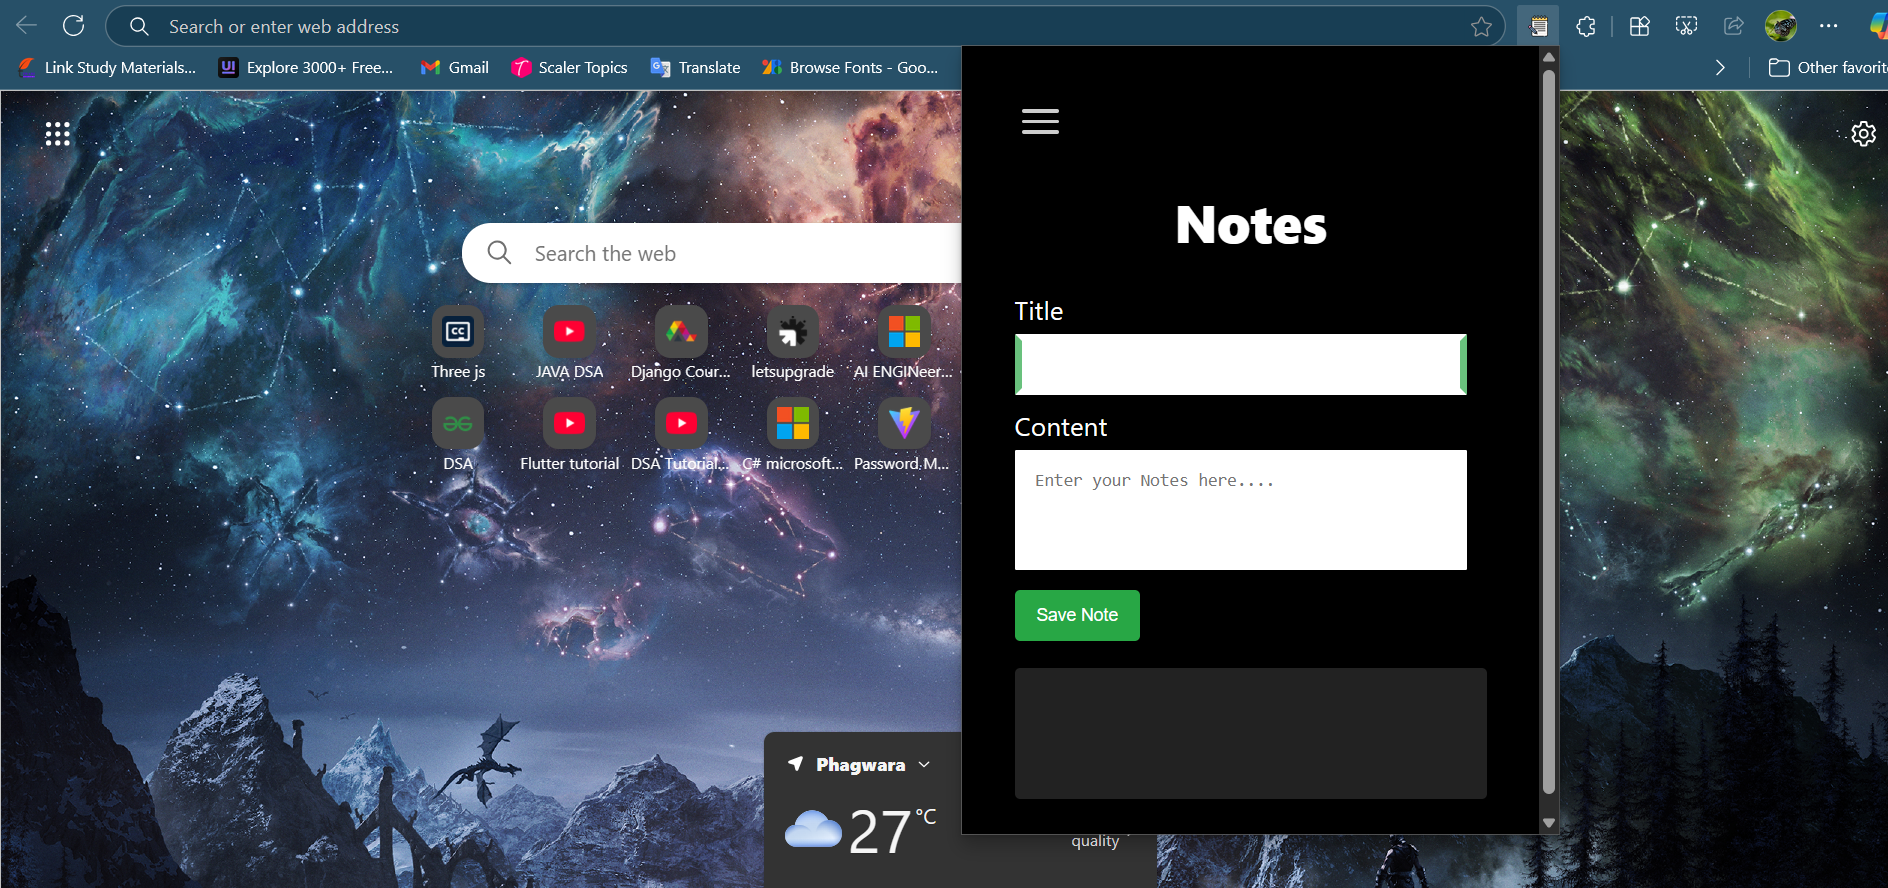 Search or enter web address
Link Study Materials...
Explore 3000+ Free...
Gmail
Scaler Topics
Translate
Browse Fonts - Goo...
Other favorit
Search the web
Three js
JAVA DSA
Django Cour...
letsupgrade
AI ENGINeer...
DSA
Flutter tutorial
DSA Tutorial...
C# microsoft...
Password M...
Phagwara
27 °C
quality
Notes
Title
Content
Enter your Notes here....
Save Note